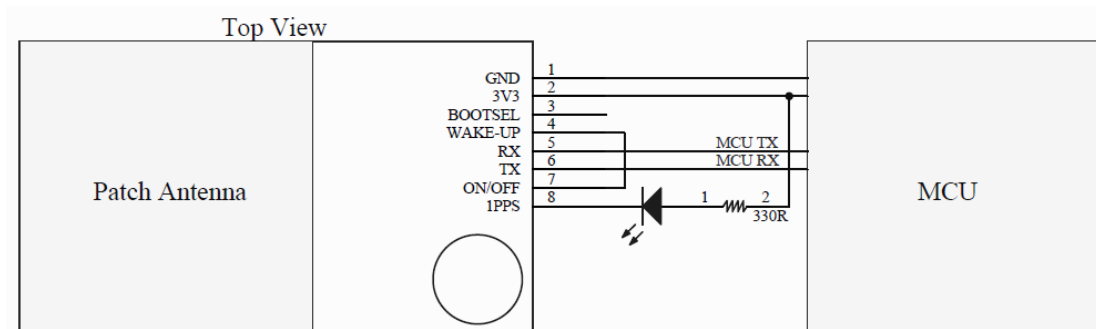 Top View
GND 1
3V3 2
BOOTSEL 3
WAKE-UP 4
RX 5 MCU TX
TX 6 MCU RX
ON/OFF 7
1PPS 8 1 2
330R
Patch Antenna
MCU